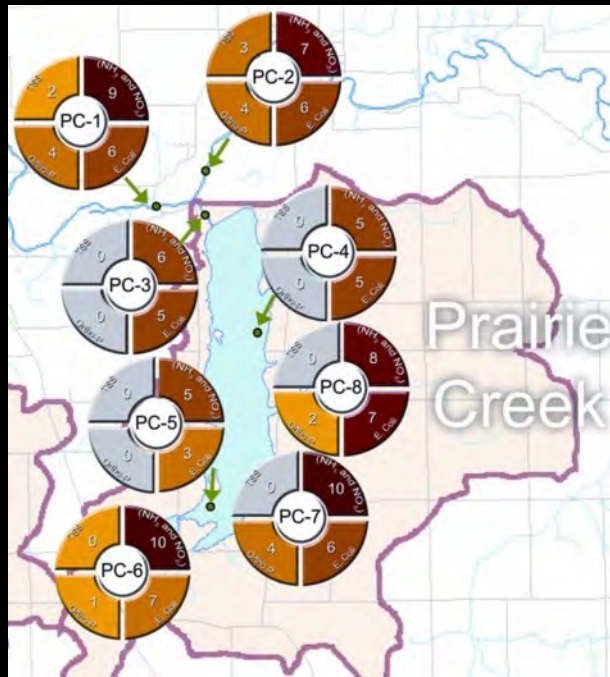 TSS
2
(NH₃ and NO₃)
9
PC-1
Ortho-P
4
E. Coli
6
TSS
3
(NH₃ and NO₃)
7
PC-2
Ortho-P
4
E. Coli
6
TSS
0
(NH₃ and NO₃)
6
PC-3
Ortho-P
0
E. Coli
5
TSS
0
(NH₃ and NO₃)
5
PC-4
Ortho-P
0
E. Coli
5
Prairie
Creek
TSS
0
(NH₃ and NO₃)
8
PC-8
Ortho-P
2
E. Coli
7
TSS
0
(NH₃ and NO₃)
5
PC-5
Ortho-P
0
E. Coli
3
TSS
0
(NH₃ and NO₃)
10
PC-7
Ortho-P
4
E. Coli
6
TSS
0
(NH₃ and NO₃)
10
PC-6
Ortho-P
1
E. Coli
7